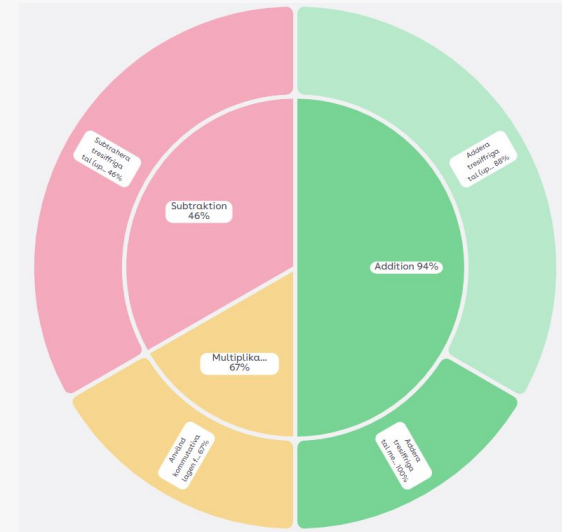 Subtrahera
tresiffriga
tal (up... 46%
Addera
tresiffriga
tal (up... 88%
Subtraktion
46%
Addition 94%
Multiplika...
67%
Använd
kommutativa
lagen f... 67%
Addera
tresiffriga
tal me... 100%